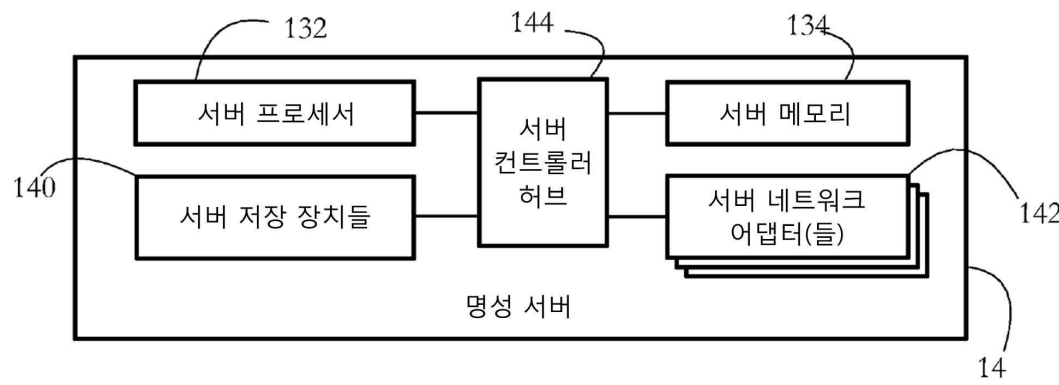 132
144
134
서버 프로세서
서버
컨트롤러
허브
서버 메모리
140
서버 저장 장치들
서버 네트워크
어댑터(들)
142
명성 서버
14